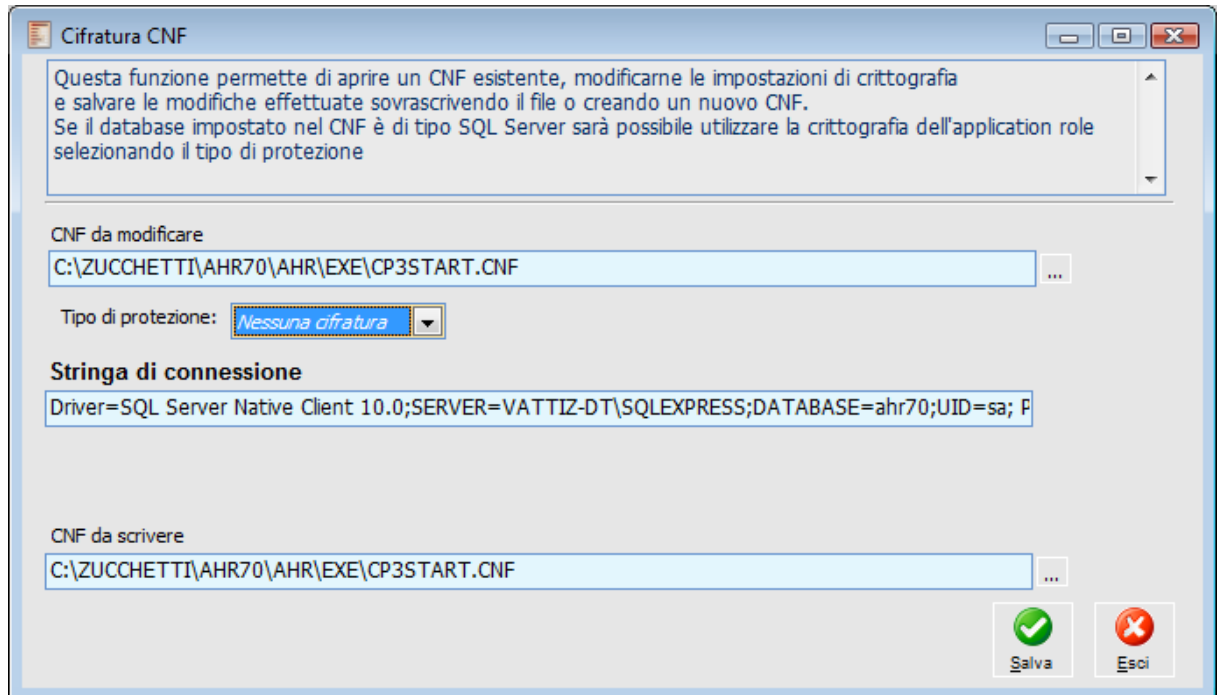 Cifratura CNF
Questa funzione permette di aprire un CNF esistente, modificarne le impostazioni di crittografia
e salvare le modifiche effettuate sovrascrivendo il file o creando un nuovo CNF.
Se il database impostato nel CNF è di tipo SQL Server sarà possibile utilizzare la crittografia dell'application role
selezionando il tipo di protezione
CNF da modificare
C:\ZUCCHETTI\AHR70\AHR\EXE\CP3START.CNF
...
Tipo di protezione: Nessuna cifratura
Stringa di connessione
Driver=SQL Server Native Client 10.0;SERVER=VATTIZ-DT\SQLEXPRESS;DATABASE=ahr70;UID=sa; P
CNF da scrivere
C:\ZUCCHETTI\AHR70\AHR\EXE\CP3START.CNF
...
Salva Esci